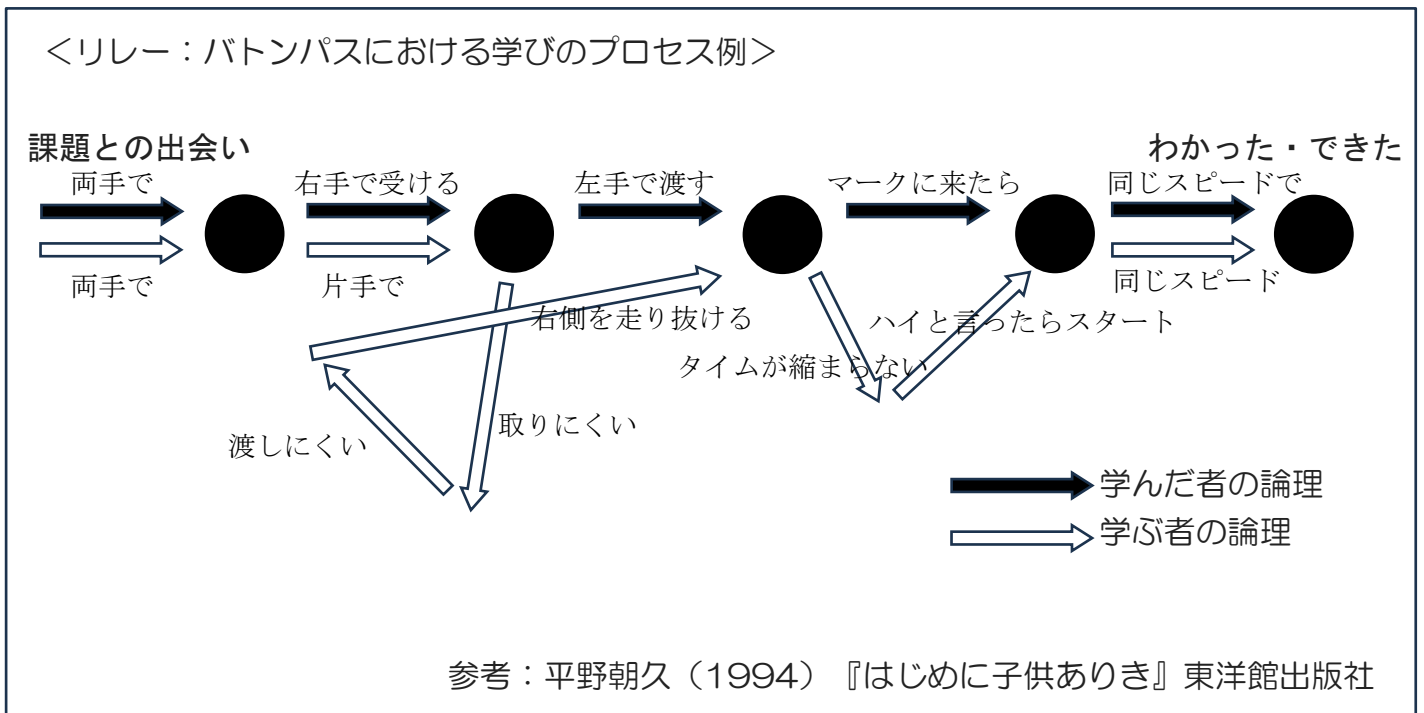 ＜リレー：バトンパスにおける学びのプロセス例＞
課題との出会い
わかった・できた
両手で
右手で受ける
左手で渡す
マークに来たら
同じスピードで
両手で
片手で
同じスピード
右側を走り抜ける
ハイと言ったらスタート
タイムが縮まらない
取りにくい
渡しにくい
学んだ者の論理
学ぶ者の論理
参考：平野朝久（1994）『はじめに子供ありき』東洋館出版社